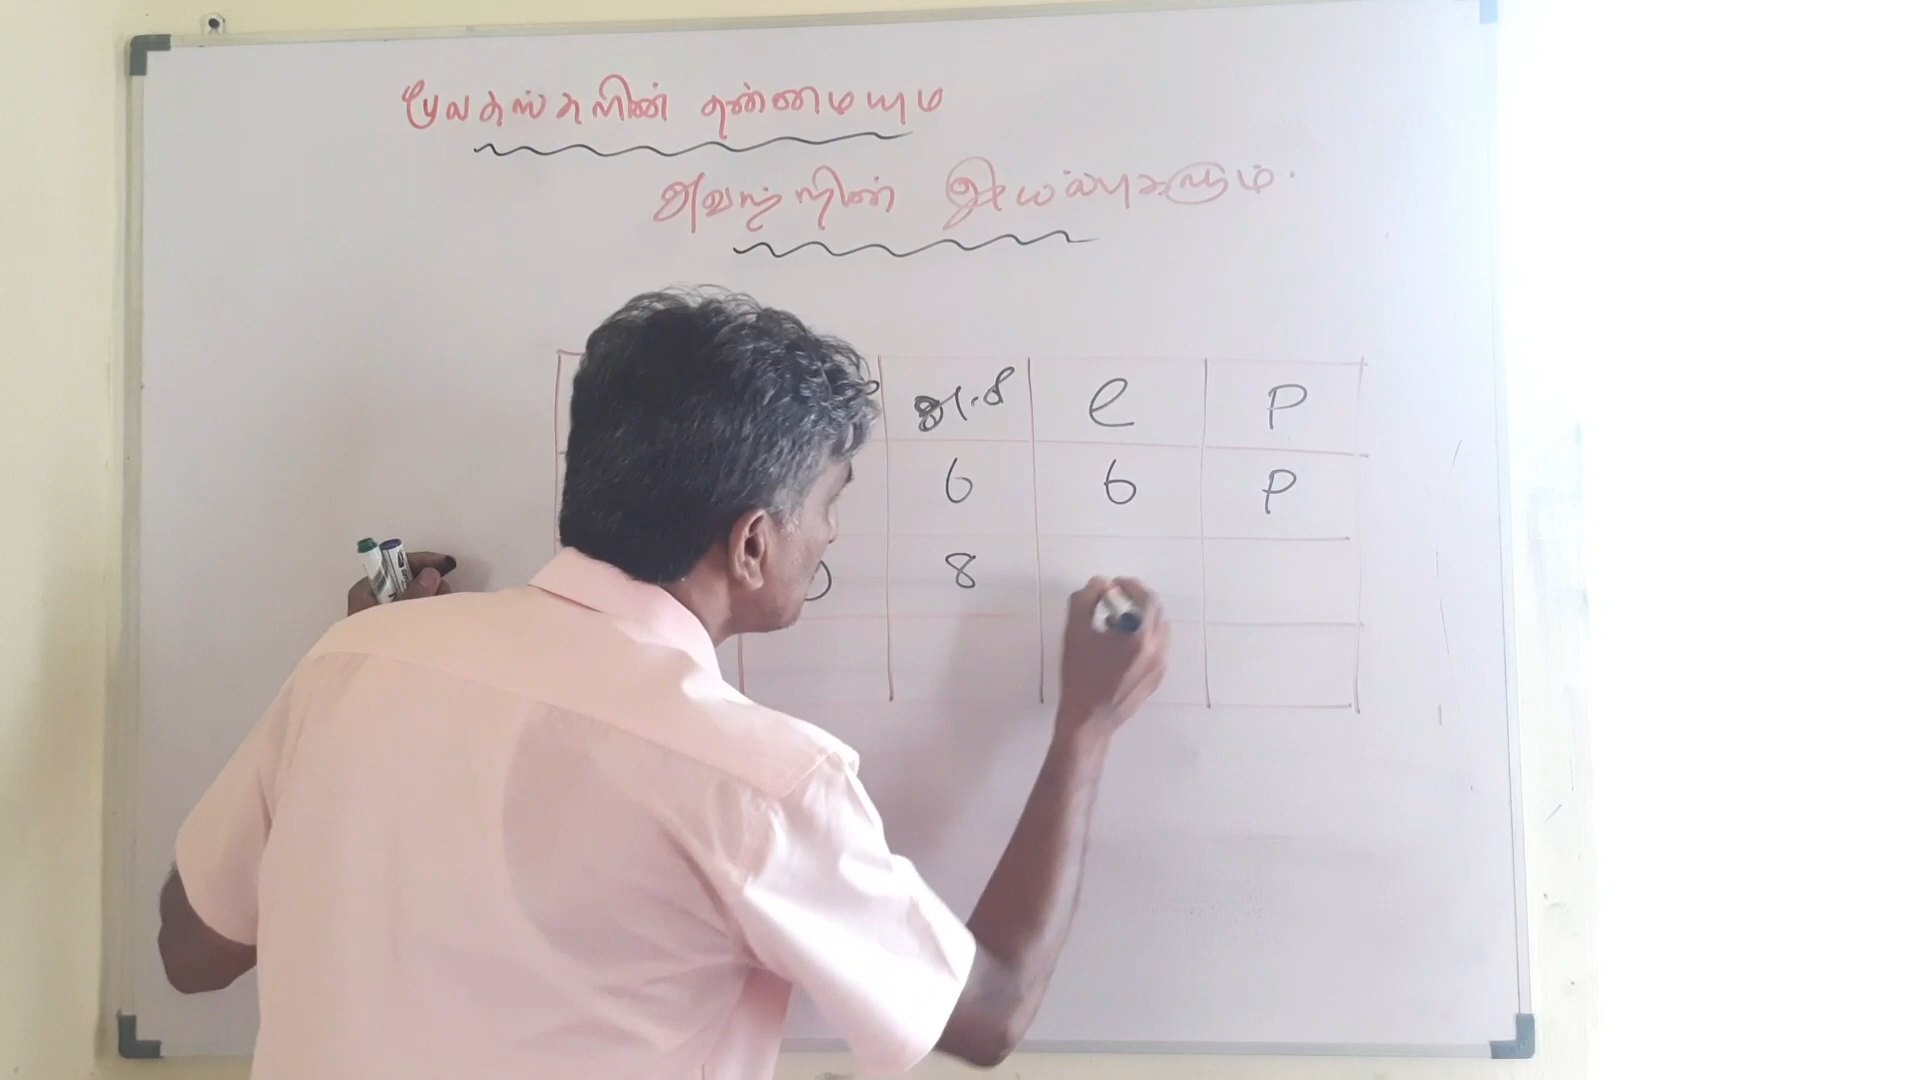 மூலகங்களின் தன்மையும்
அவற்றின் இயல்புகளும்.
அ.எ e P
6 6 P
O 8